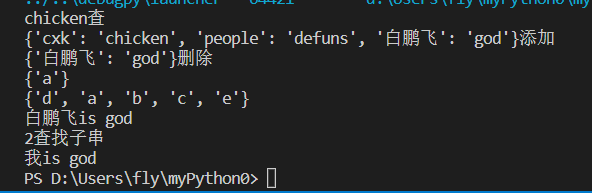 chicken查
{'cxk': 'chicken', 'people': 'defuns', '白鹏飞': 'god'}添加
{'白鹏飞': 'god'}删除
{'a'}
{'d', 'a', 'b', 'c', 'e'}
白鹏飞is god
2查找子串
我is god
PS D:\Users\fly\myPython0>